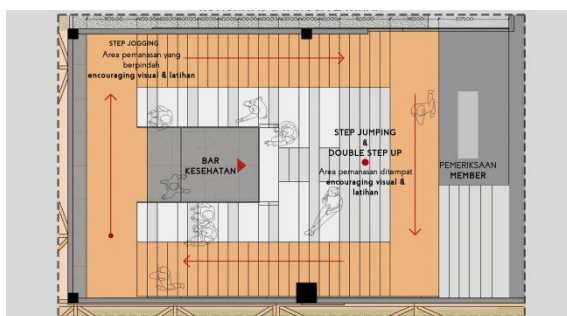 STEP JOGGING
Area pemanasan yang
berpindah
encouraging visual & latihan
BAR
KESEHATAN
STEP JUMPING
&
DOUBLE STEP UP
Area pemanasan ditempat
encouraging visual &
latihan
PEMERIKSAAN
MEMBER